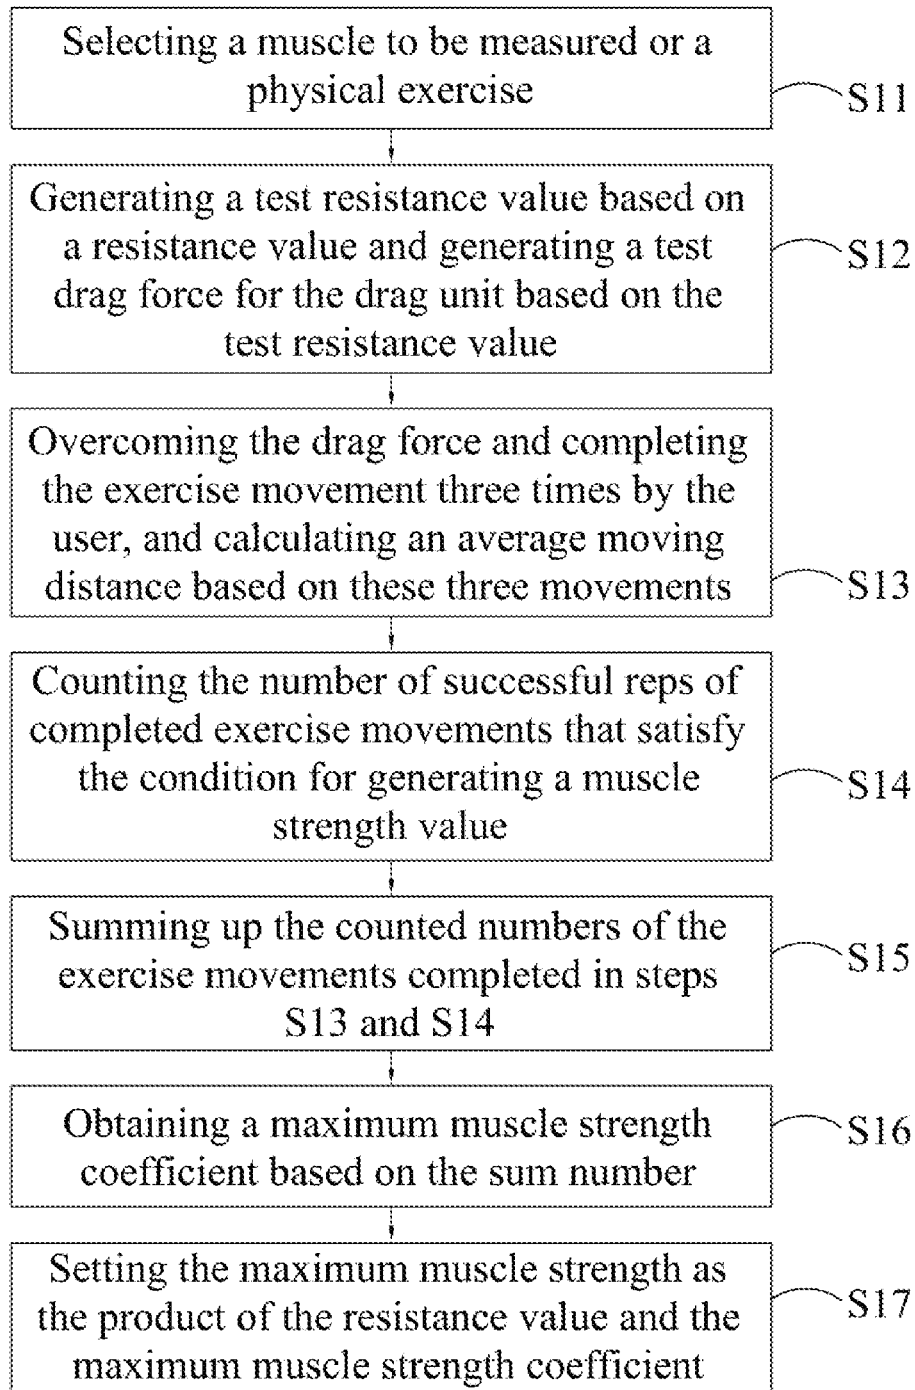 Selecting a muscle to be measured or a
physical exercise
S11
Generating a test resistance value based on
a resistance value and generating a test
drag force for the drag unit based on the
test resistance value
S12
Overcoming the drag force and completing
the exercise movement three times by the
user, and calculating an average moving
distance based on these three movements
S13
Counting the number of successful reps of
completed exercise movements that satisfy
the condition for generating a muscle
strength value
S14
Summing up the counted numbers of the
exercise movements completed in steps
S13 and S14
S15
Obtaining a maximum muscle strength
coefficient based on the sum number
S16
Setting the maximum muscle strength as
the product of the resistance value and the
maximum muscle strength coefficient
S17